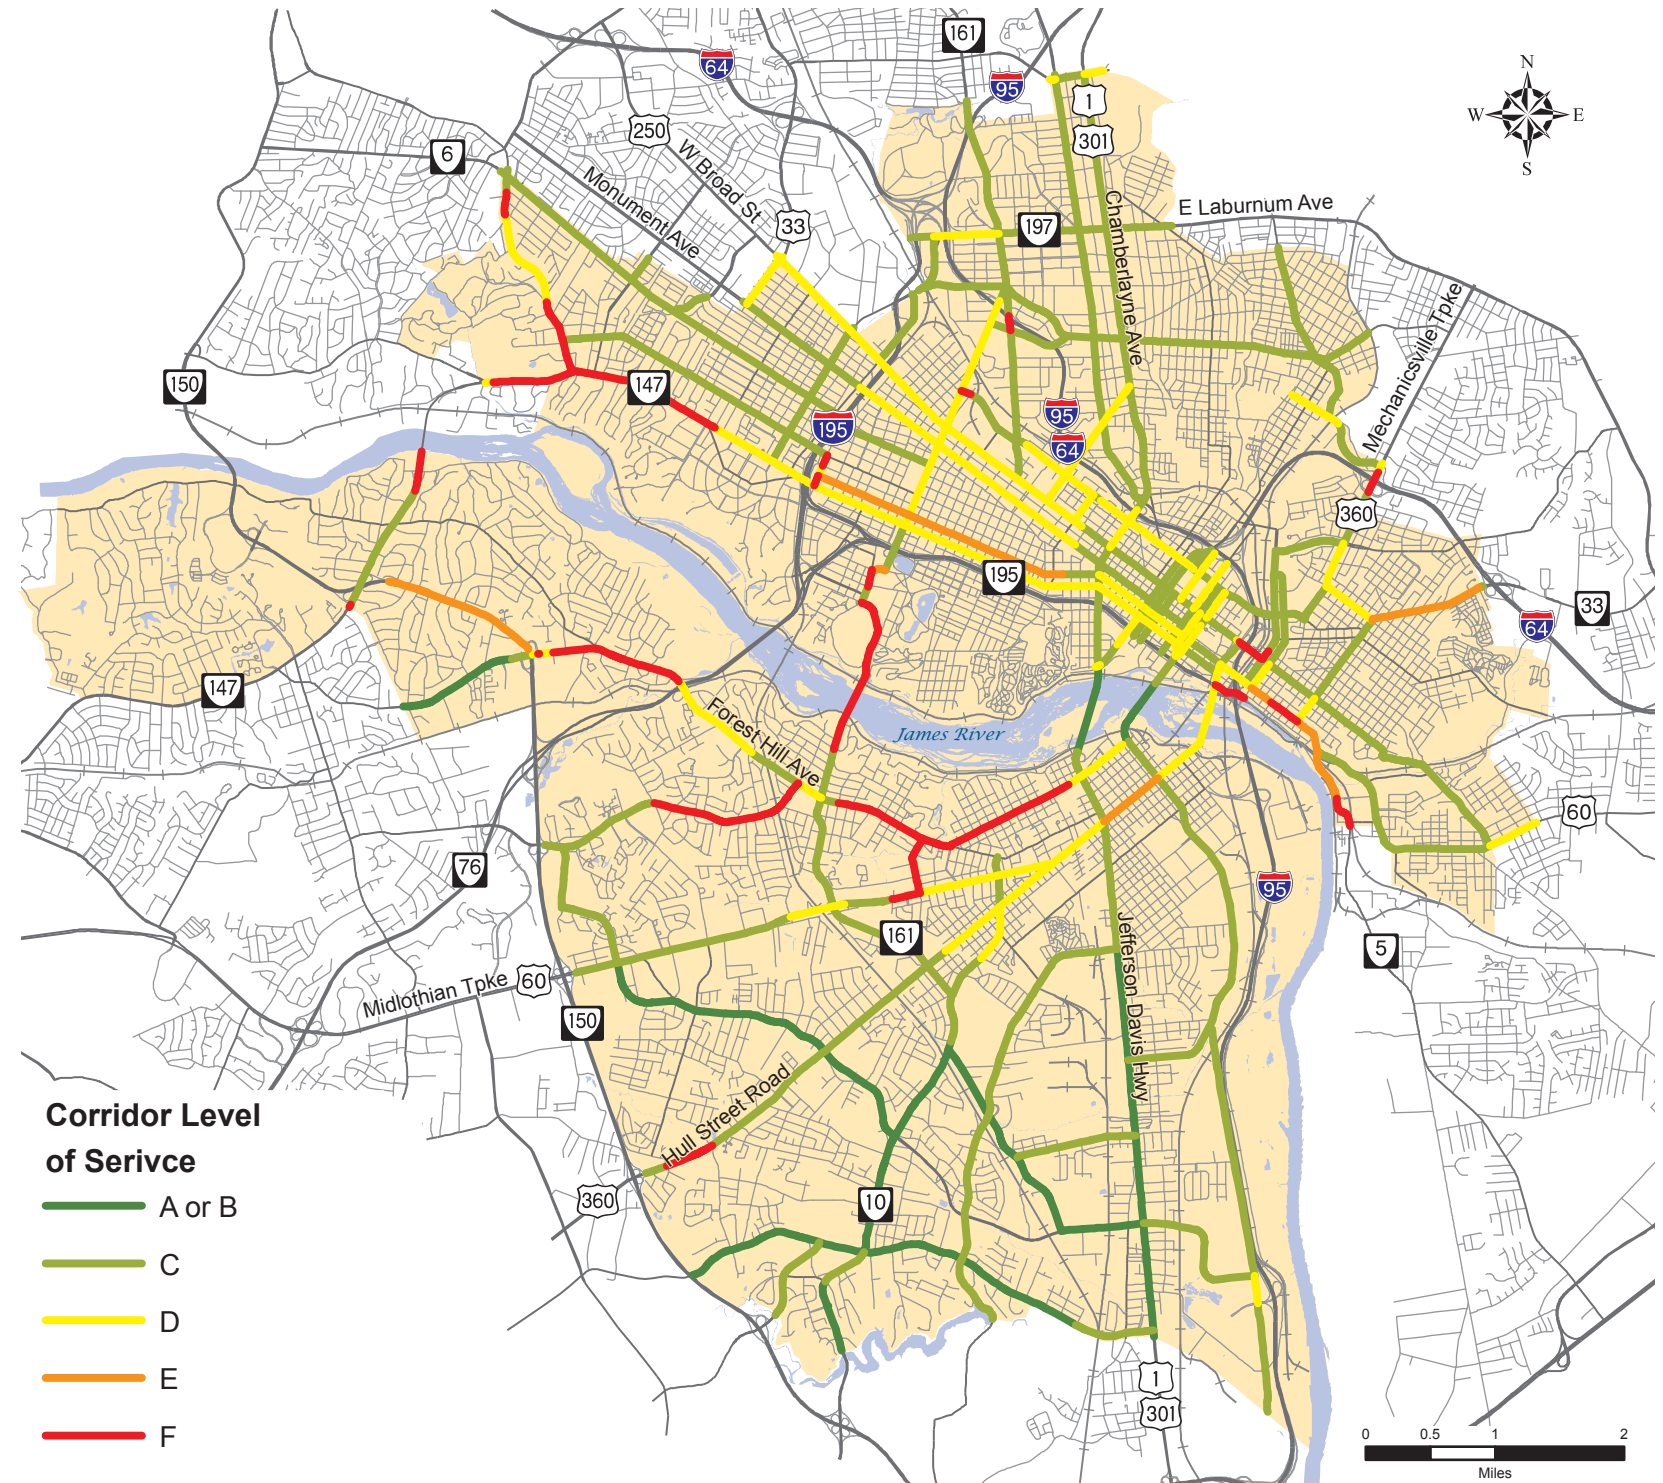 161
64
95
1
N
W
E
S
250
301
6
W Broad St
Monument Ave
33
197
E Laburnum Ave
Chamberlayne Ave
Mechanicsville Tpke
150
147
195
95
64
360
195
33
64
147
Forest Hill Ave
James River
60
76
95
161
5
Jefferson Davis Hwy
Midlothian Tpke
60
150
Hull Street Road
360
10
1
301
Corridor Level
of Serivce
A or B
C
D
E
F
0
0.5
1
2
Miles